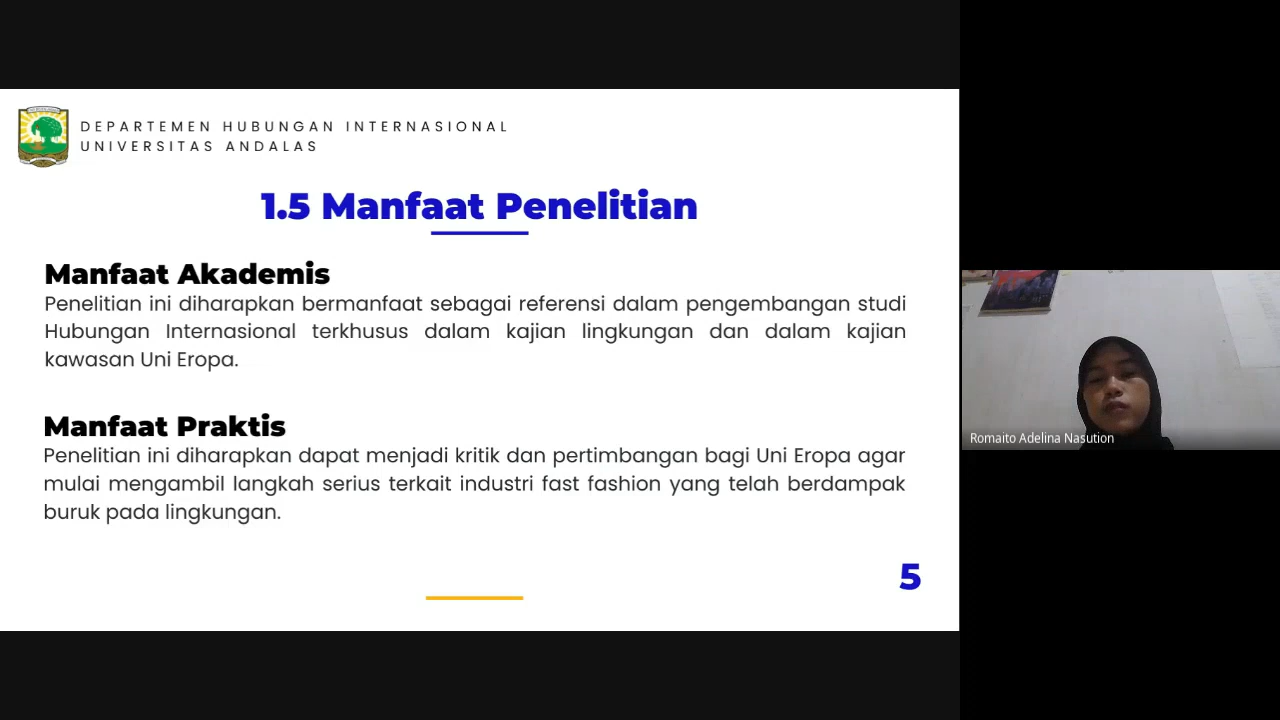 DEPARTEMEN HUBUNGAN INTERNASIONAL
UNIVERSITAS ANDALAS
1.5 Manfaat Penelitian
Manfaat Akademis
Penelitian ini diharapkan bermanfaat sebagai referensi dalam pengembangan studi
Hubungan Internasional terkhusus dalam kajian lingkungan dan dalam kajian
kawasan Uni Eropa.
Manfaat Praktis
Penelitian ini diharapkan dapat menjadi kritik dan pertimbangan bagi Uni Eropa agar
mulai mengambil langkah serius terkait industri fast fashion yang telah berdampak
buruk pada lingkungan.
5
Romaito Adelina Nasution